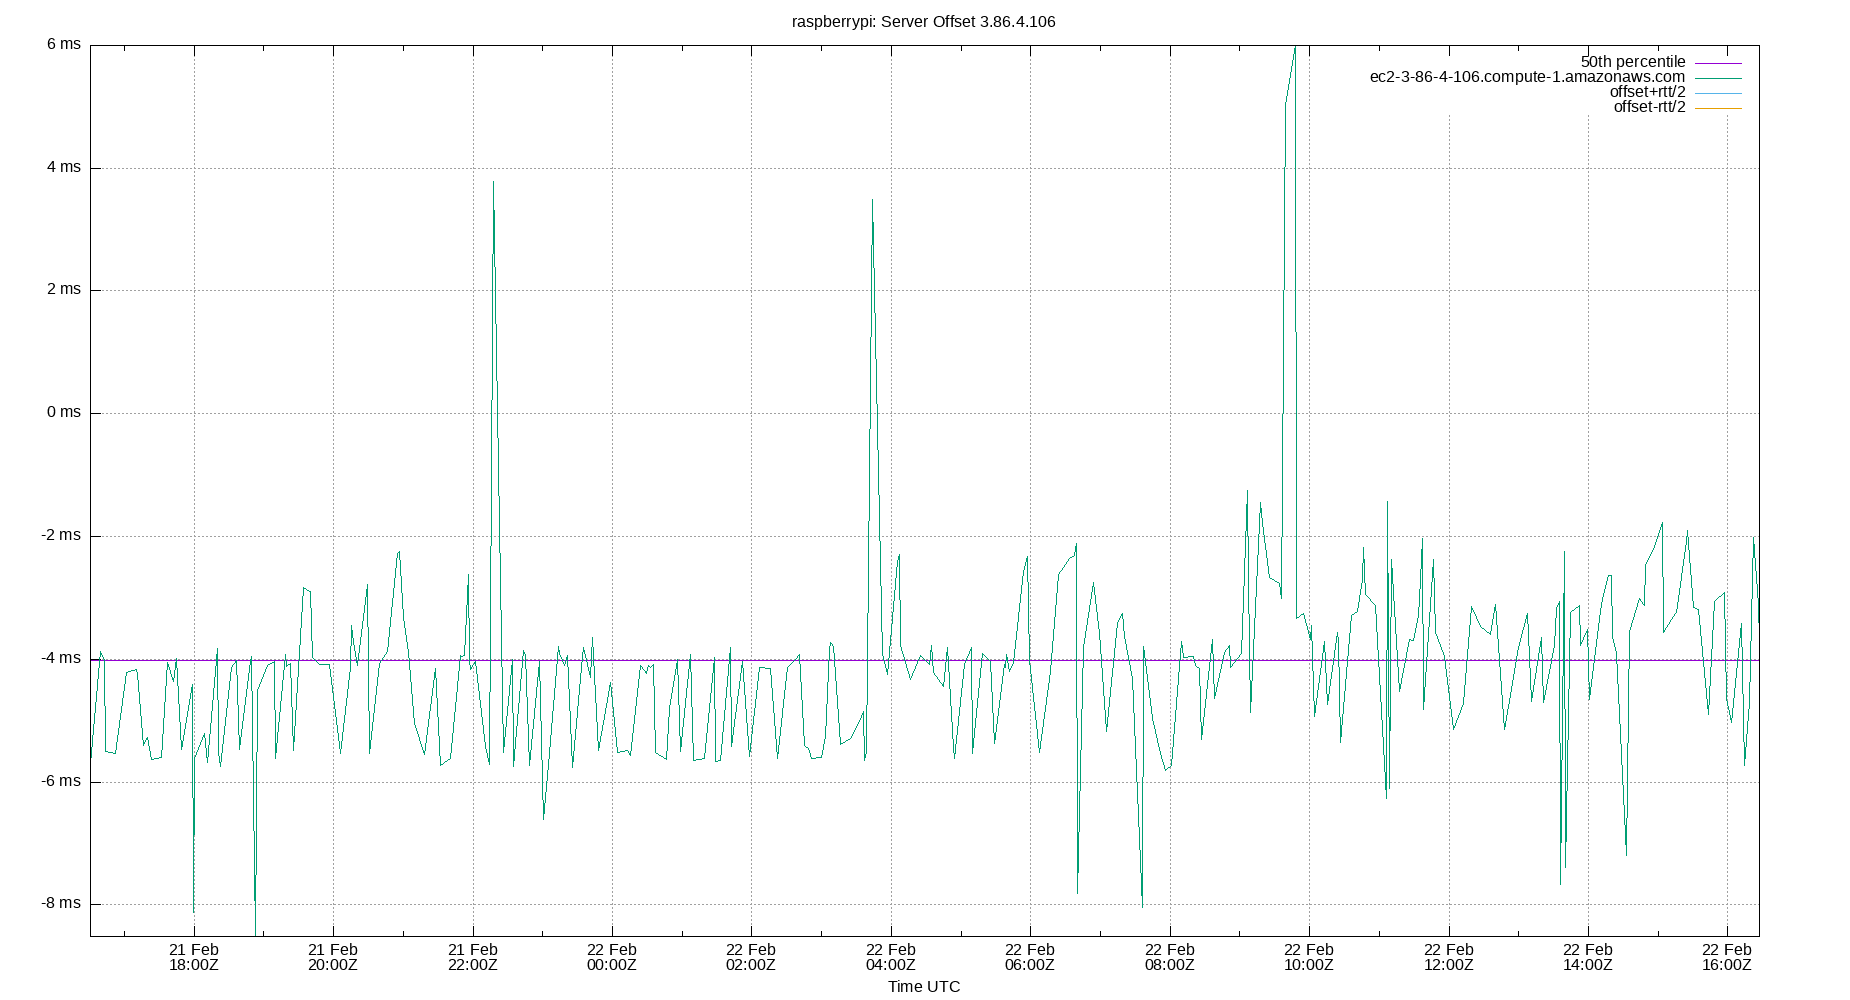 raspberrypi: Server Offset 3.86.4.106
6 ms
4 ms
2 ms
0 ms
-2 ms
-4 ms
-6 ms
-8 ms
50th percentile
ec2-3-86-4-106.compute-1.amazonaws.com
offset+rtt/2
offset-rtt/2
21 Feb 21 Feb 21 Feb 22 Feb 22 Feb 22 Feb 22 Feb 22 Feb 22 Feb 22 Feb 22 Feb 22 Feb
18:00Z 20:00Z 22:00Z 00:00Z 02:00Z 04:00Z 06:00Z 08:00Z 10:00Z 12:00Z 14:00Z 16:00Z
Time UTC